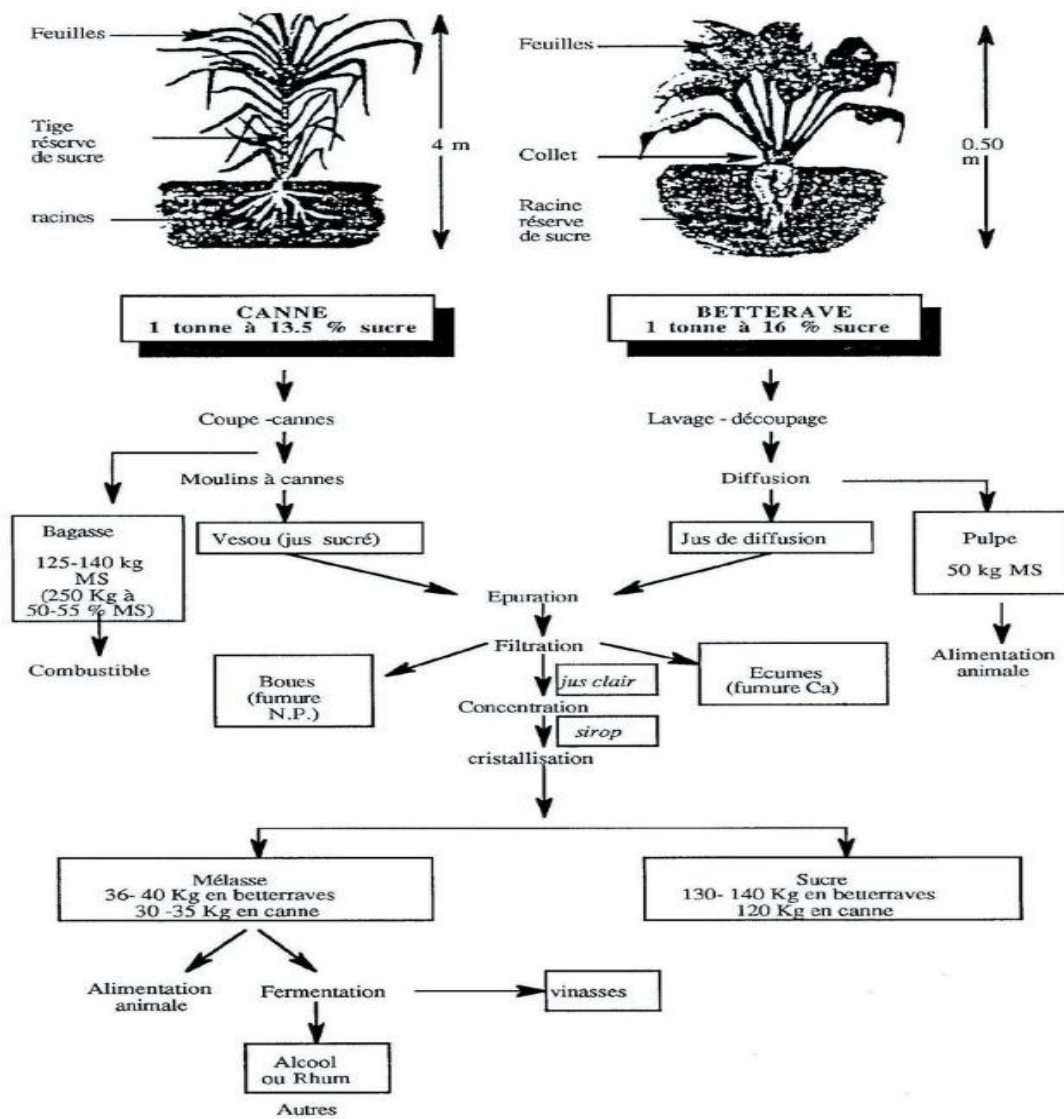 Feuilles
Tige
réserve
de sucre
racines
4 m
Feuilles
Collet
Racine
réserve
de sucre
0.50
m
CANNE
1 tonne à 13.5 % sucre
BETTERAVE
1 tonne à 16 % sucre
Coupe -cannes
Lavage - découpage
Moulins à cannes
Diffusion
Bagasse
125-140 kg
MS
(250 Kg à
50-55 % MS)
Vesou (jus sucré)
Jus de diffusion
Pulpe
50 kg MS
Epuration
Combustible
Filtration
Alimentation
animale
Boues
(fumure
N.P.)
jus clair
Ecumes
(fumure Ca)
Concentration
sirop
cristallisation
Mélasse
36- 40 Kg en betterraves
30 -35 Kg en canne
Sucre
130- 140 Kg en betterraves
120 Kg en canne
Alimentation
animale
Fermentation
vinasses
Alcool
ou Rhum
Autres